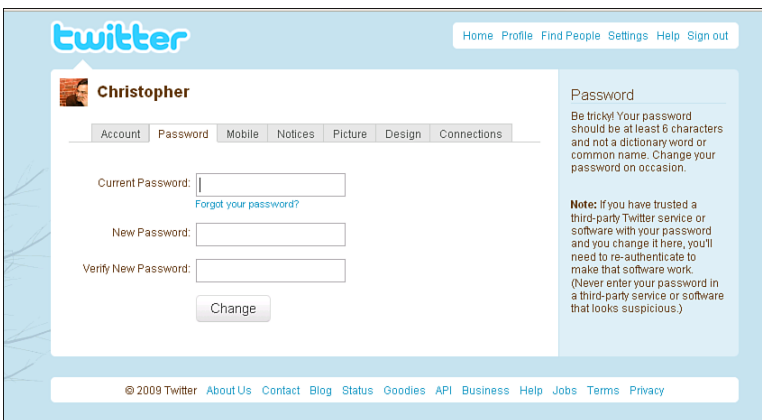 twitter
Home Profile Find People Settings Help Sign out
Christopher
Account Password Mobile Notices Picture Design Connections
Current Password:
Forgot your password?
New Password:
Verify New Password:
Change
Password
Be tricky! Your password
should be at least 6 characters
and not a dictionary word or
common name. Change your
password on occasion.
Note: If you have trusted a
third-party Twitter service or
software with your password
and you change it here, you'll
need to re-authenticate to
make that software work.
(Never enter your password in
a third-party service or software
that looks suspicious.)
© 2009 Twitter About Us Contact Blog Status Goodies API Business Help Jobs Terms Privacy